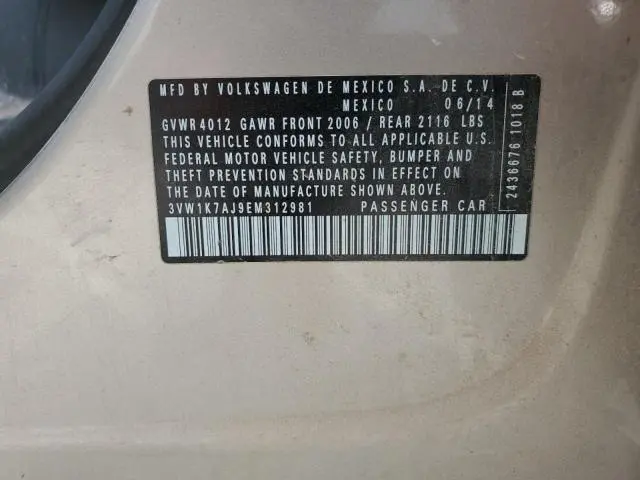 MFD BY VOLKSWAGEN DE MEXICO S.A. DE C.V.
MEXICO 06/14
GVWR 4012 GAWR FRONT 2006 / REAR 2116 LBS
THIS VEHICLE CONFORMS TO ALL APPLICABLE U.S.
FEDERAL MOTOR VEHICLE SAFETY, BUMPER AND
THEFT PREVENTION STANDARDS IN EFFECT ON
THE DATE OF MANUFACTURE SHOWN ABOVE.
3VW1K7AJ9EM312981 PASSENGER CAR
2436676 1018 B